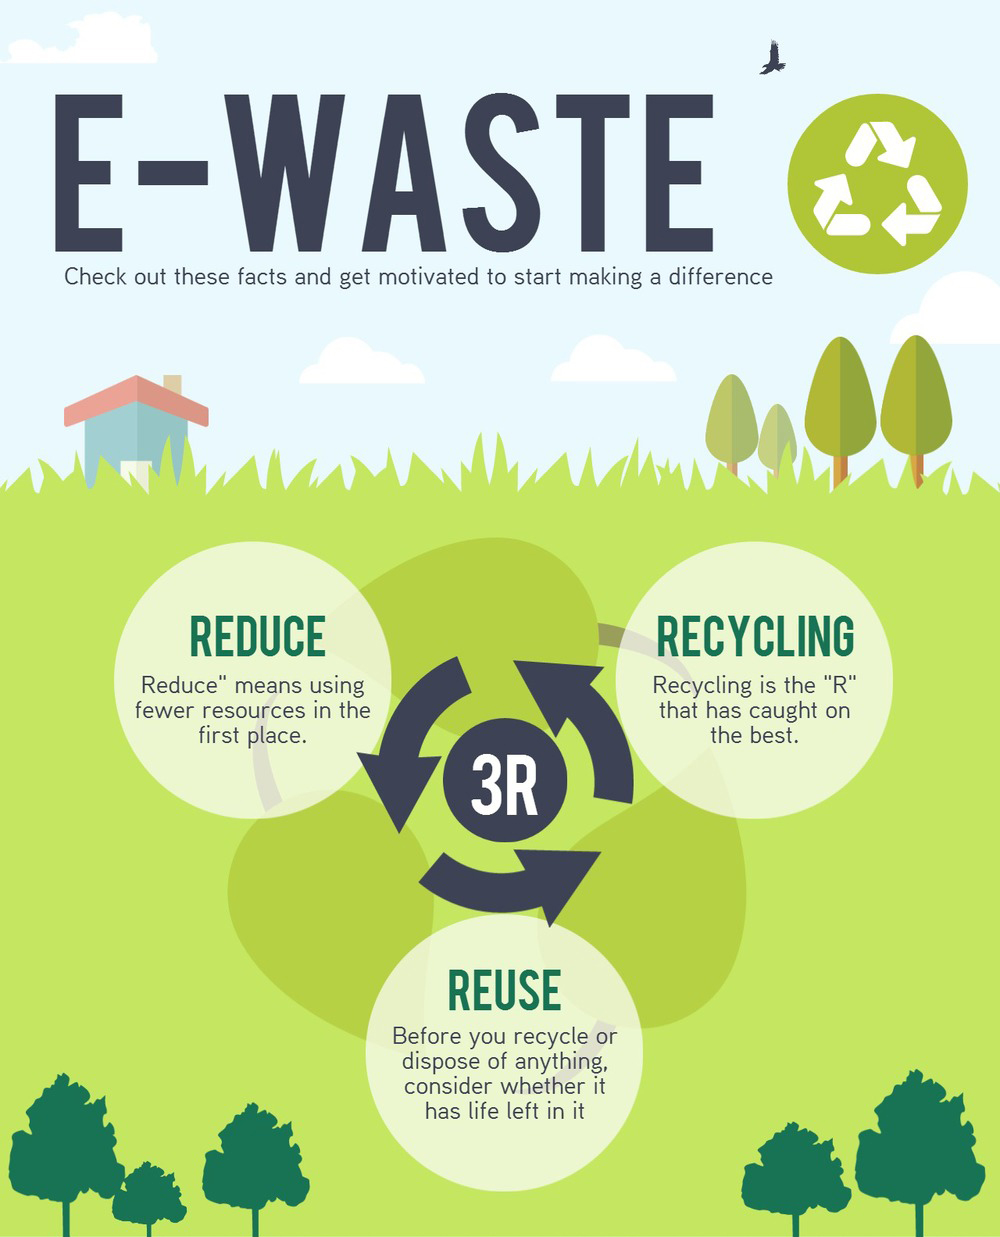 E-WASTE
Check out these facts and get motivated to start making a difference
REDUCE
Reduce" means using
fewer resources in the
first place.
RECYCLING
Recycling is the "R"
that has caught on
the best.
3R
REUSE
Before you recycle or
dispose of anything,
consider whether it
has life left in it